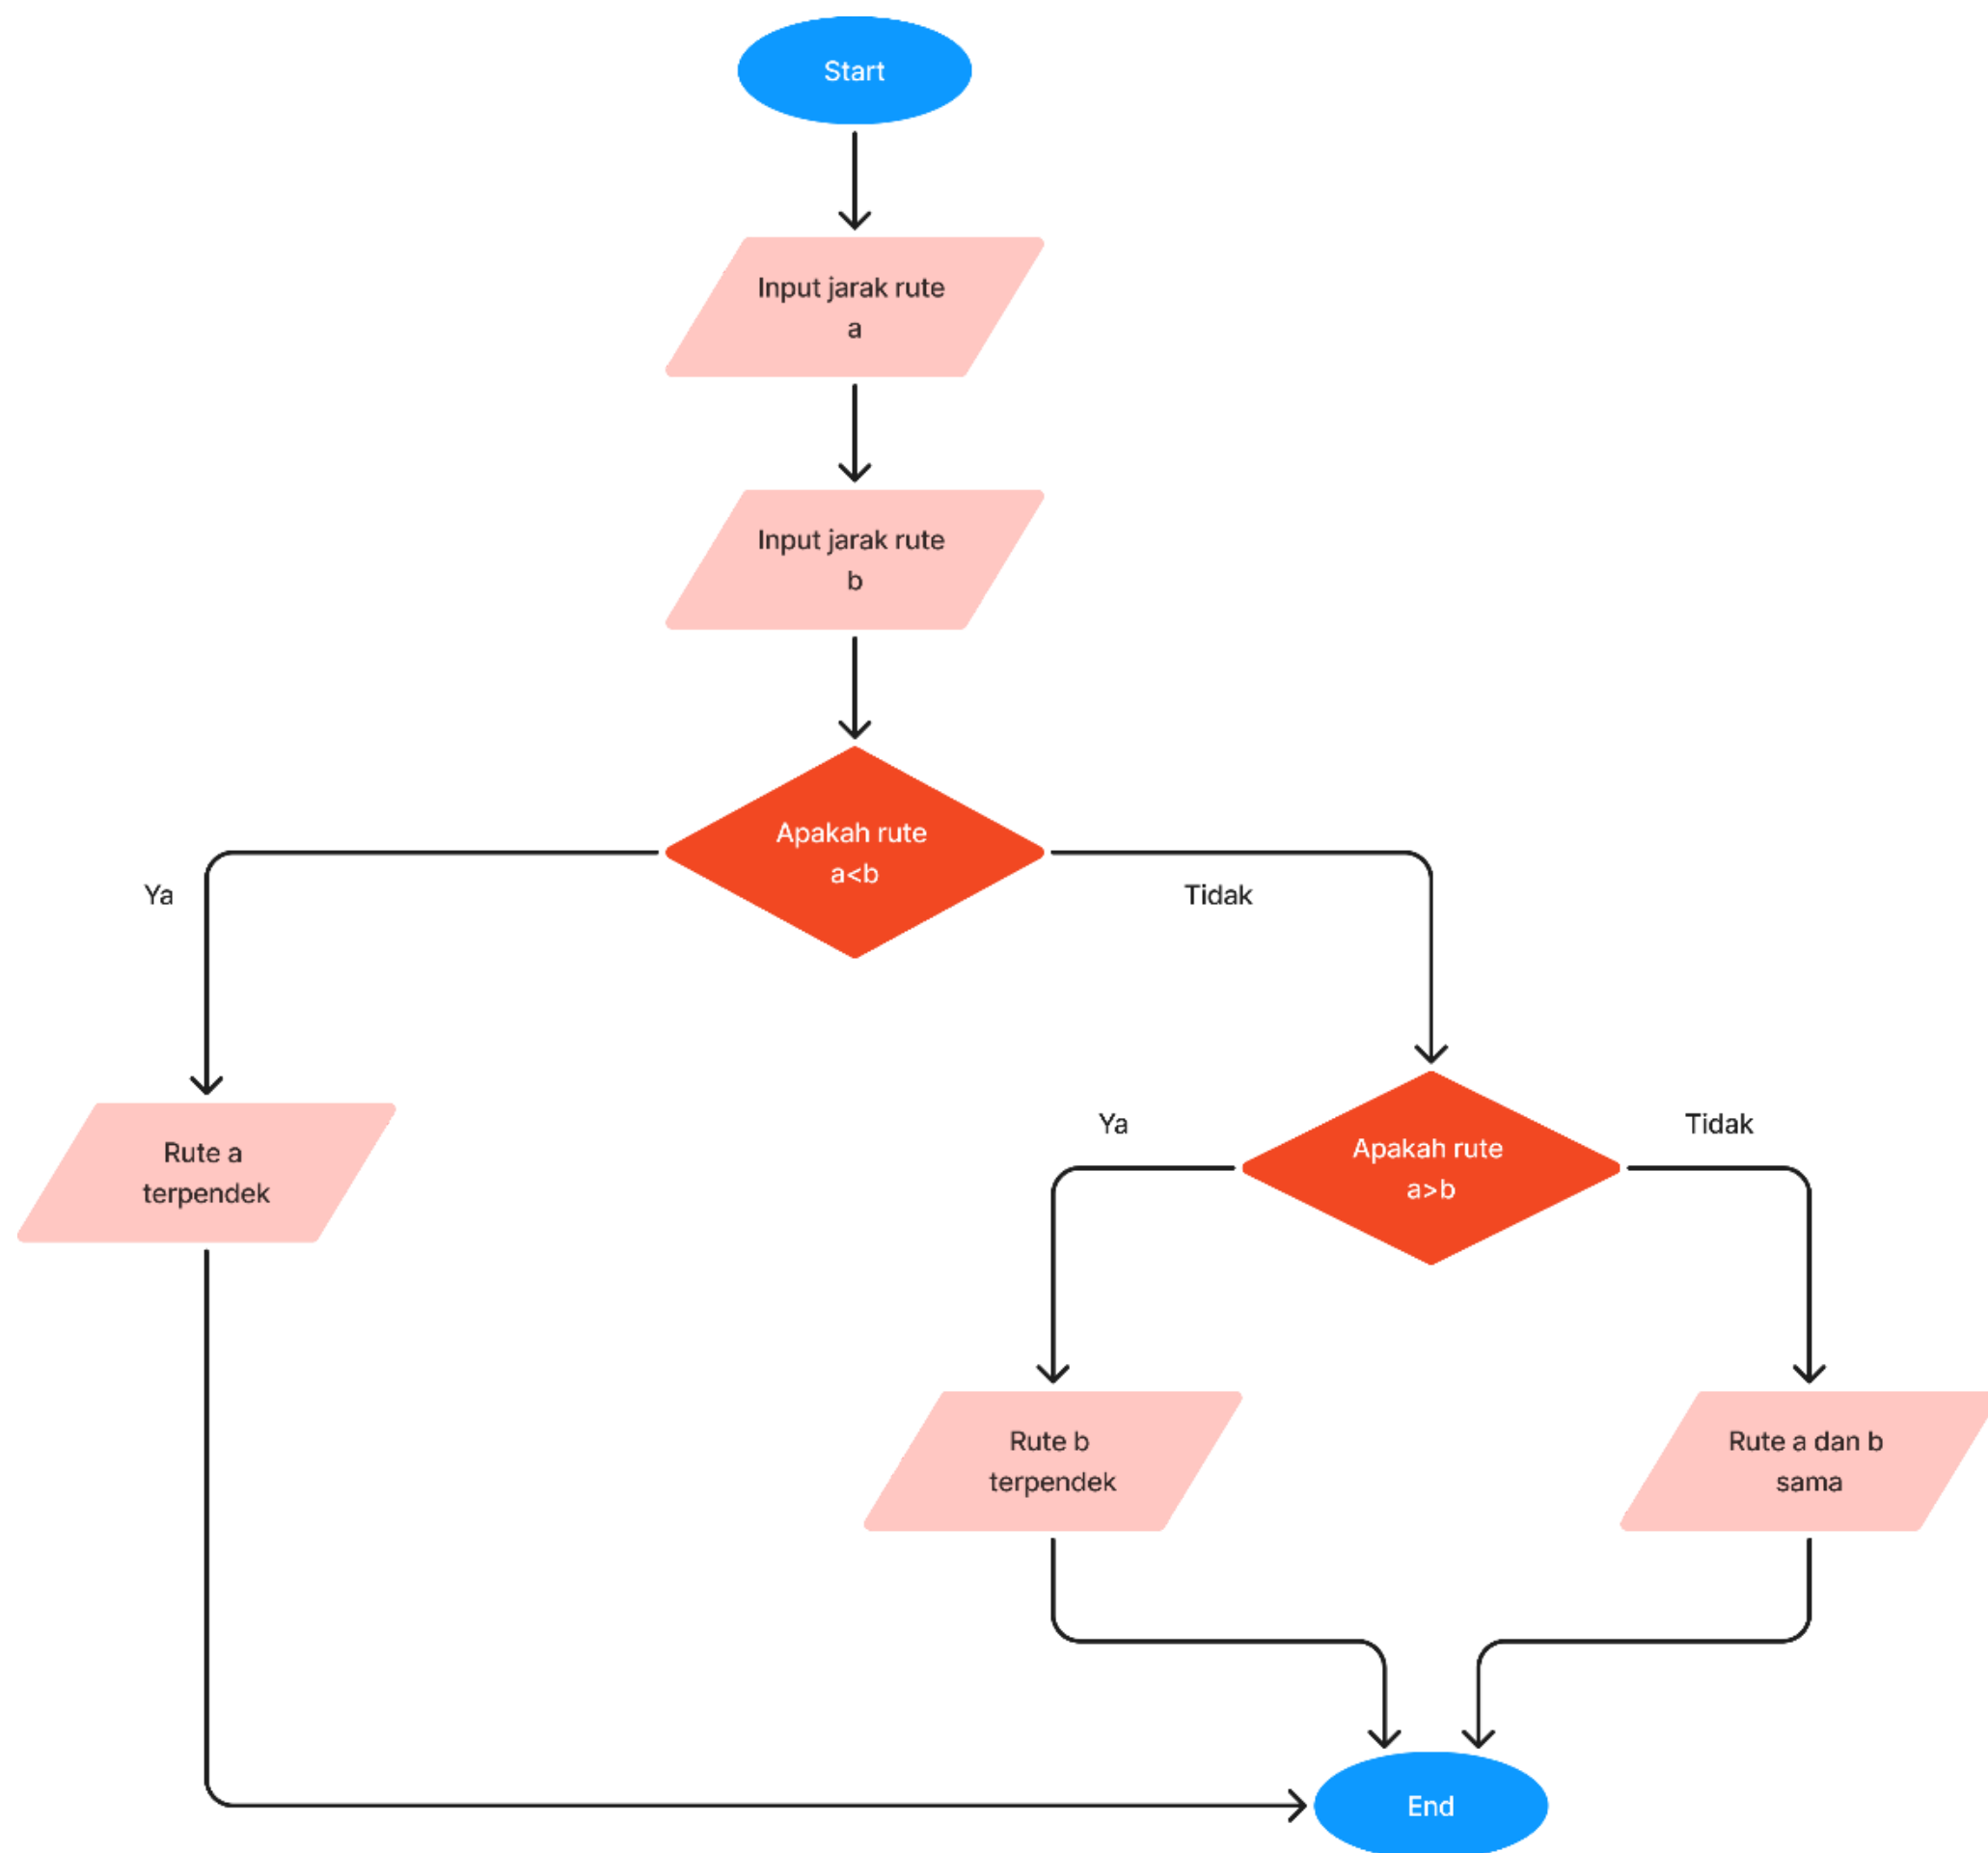 Start
Input jarak rute
a
Input jarak rute
b
Apakah rute
a<b
Ya
Tidak
Rute a
terpendek
Ya
Apakah rute
a>b
Tidak
Rute b
terpendek
Rute a dan b
sama
End